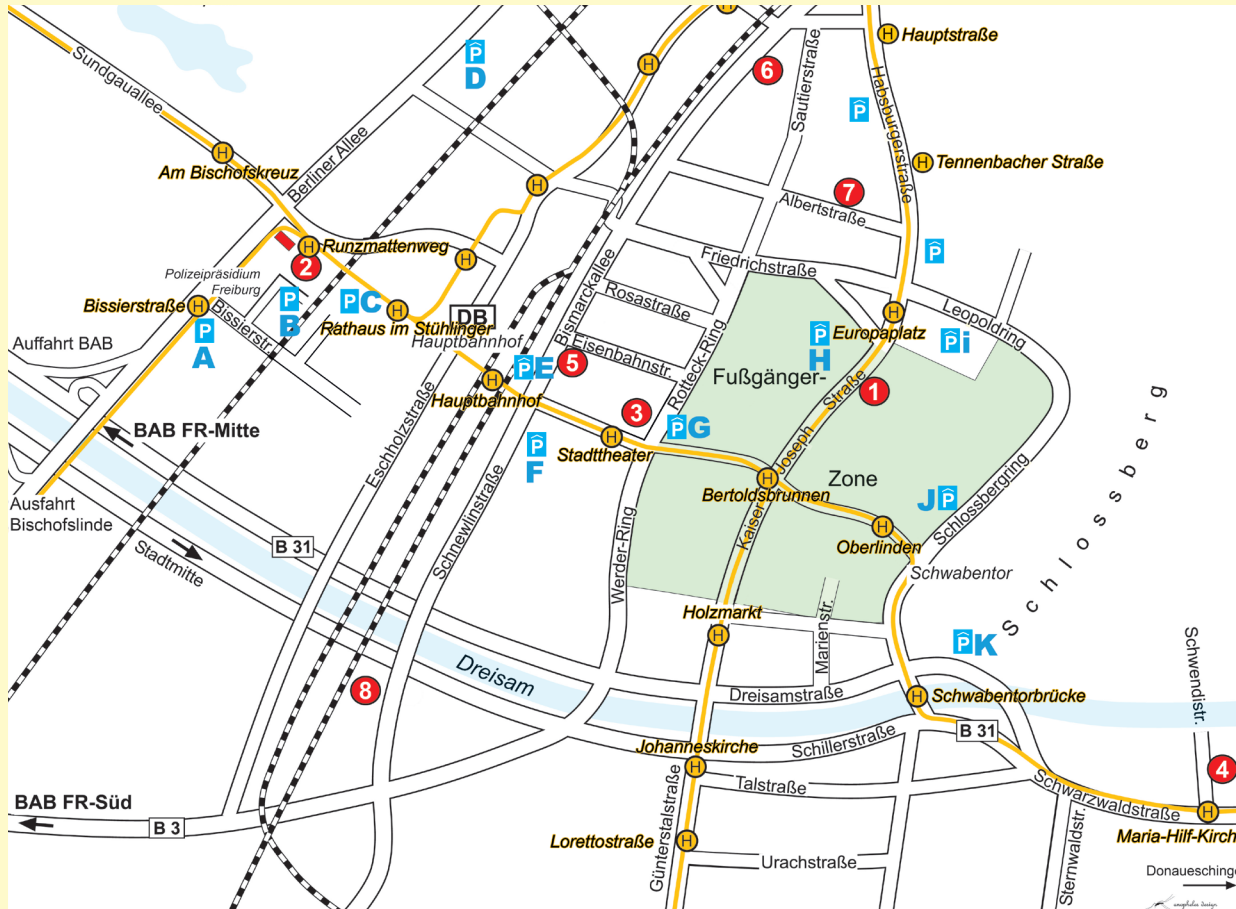 Sundgauallee
P
D
6
Sautierstraße
H
Hauptstraße
Habsburgerstraße
P
H
H
Am Bischofskreuz
Berliner Allee
H
H
Tennenbacher Straße
7
Albertstraße
H
Runzmattenweg
2
H
Polizeipräsidium
Freiburg
Friedrichstraße
P
Bissierstraße
H
Bissierstr.
P
B
P
C
H
Rathaus im Stühlinger
DB
Hauptbahnhof
Bismarckallee
Rosastraße
Eisenbahnstr.
Rotteck-Ring
Leopoldring
H
Europaplatz
P
H
P
i
P
A
Auffahrt BAB
P
E
5
Fußgänger-
Zone
1
H
Hauptbahnhof
3
P
G
Kaiser
Joseph
Straße
BAB FR-Mitte
Eschholzstraße
P
F
H
Stadttheater
H
Bertoldsbrunnen
J
P
Schlossbergring
Schlossberg
Ausfahrt
Bischofslinde
Stadtmitte
B 31
Schnewlinstraße
Werder-Ring
H
Oberlinden
Schwabentor
Holzmarkt
H
Marienstr.
P
K
Schwendistr.
8
Dreisam
Dreisamstraße
H
Schwabentorbrücke
Schillerstraße
B 31
Johanneskirche
H
Talstraße
4
Schwarzwaldstraße
H
Maria-Hilf-Kirch
BAB FR-Süd
B 3
Lorettostraße
H
Günterstalstraße
Urachstraße
Sternwaldstr.
Donaueschinge